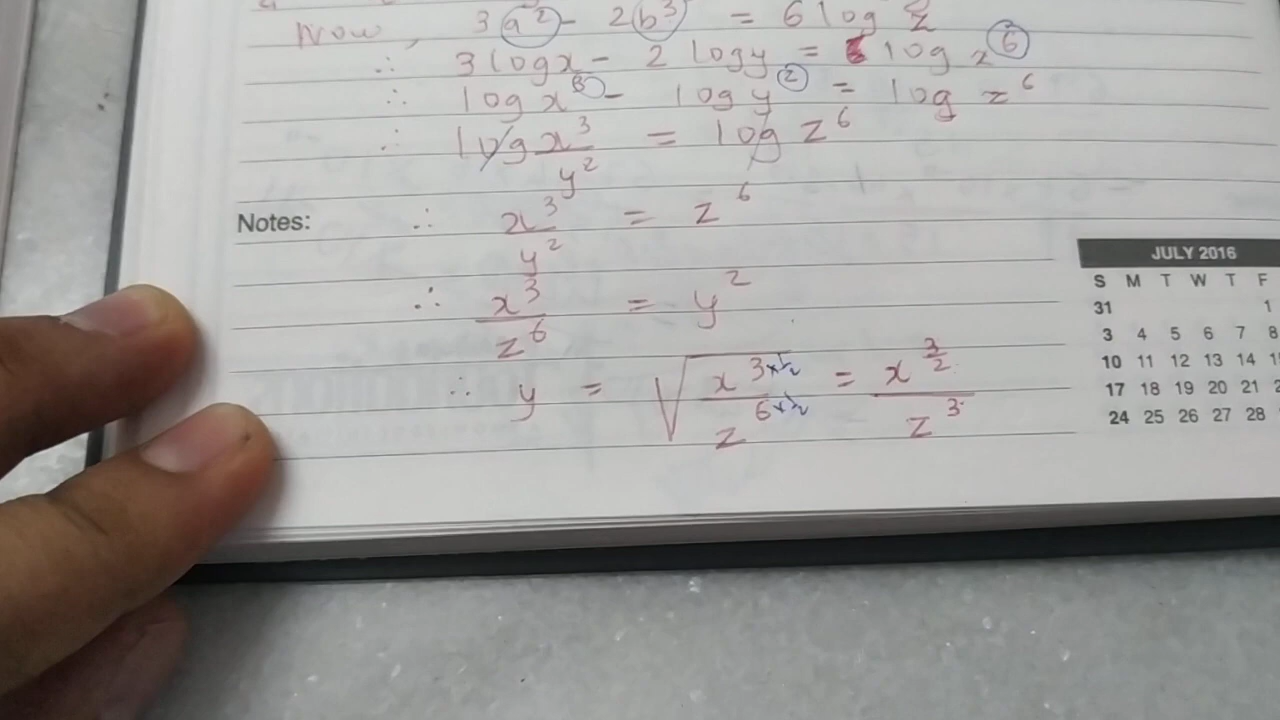 Now, 3 a² - 2 b³ = 6 log z
∴ 3 log x - 2 log y = log z⁶
∴ log x³ - log y² = log z⁶
∴ log x³/y² = log z⁶
Notes: ∴ x³/y² = z⁶
∴ x³/z⁶ = y²
∴ y = √(x^(3×1/2)/z^(6×1/2)) = x^(3/2)/z³
JULY 2016
S M T W T F
31 1
3 4 5 6 7 8
10 11 12 13 14
17 18 19 20 21
24 25 26 27 28